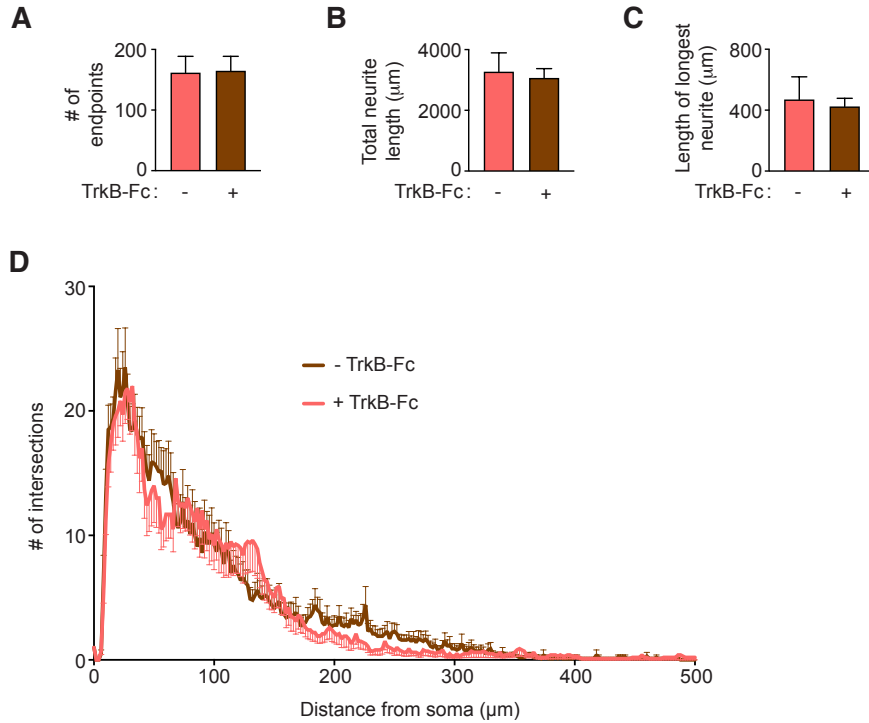 A
# of
endpoints
200
100
0
TrkB-Fc: - +
B
Total neurite
length (μm)
4000
2000
0
TrkB-Fc: - +
C
Length of longest
neurite (μm)
800
400
0
TrkB-Fc: - +
D
# of intersections
30
20
10
0
- TrkB-Fc
+ TrkB-Fc
0 100 200 300 400 500
Distance from soma (μm)